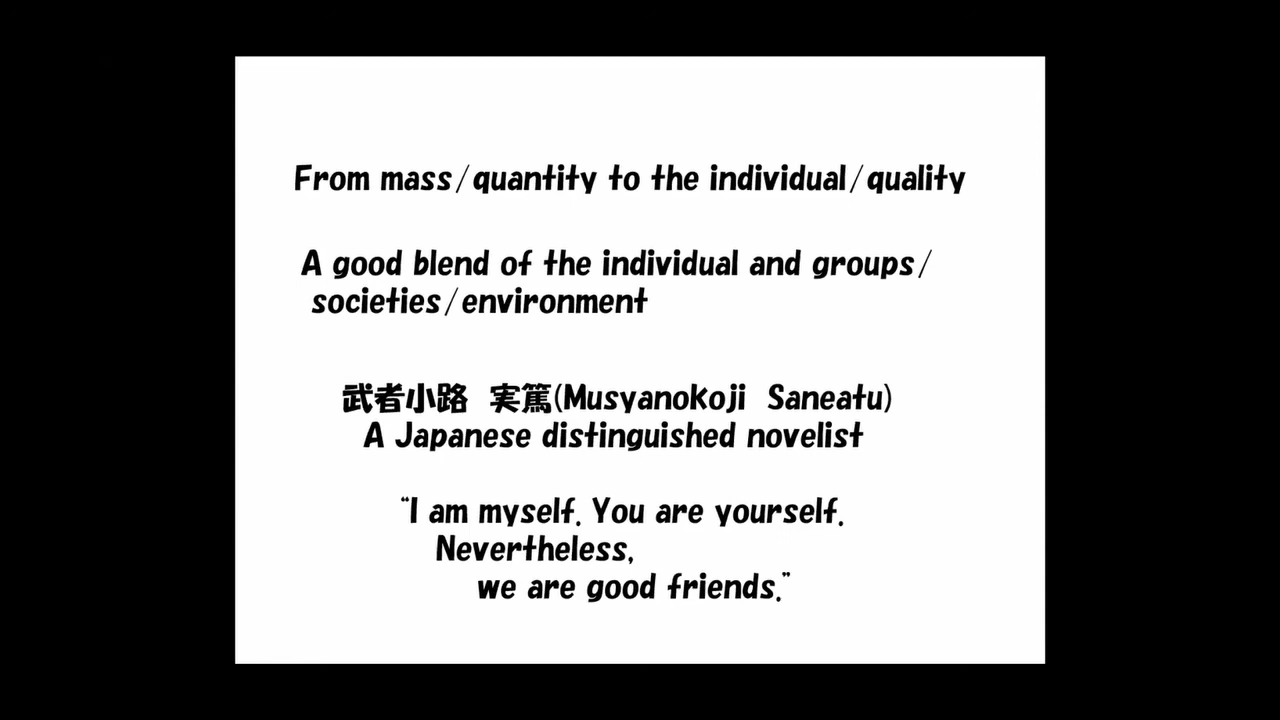 From mass/quantity to the individual/quality
A good blend of the individual and groups/
societies/environment
武者小路　実篤(Musyanokoji　Saneatu)
A Japanese distinguished novelist
"I am myself. You are yourself.
Nevertheless,
we are good friends."